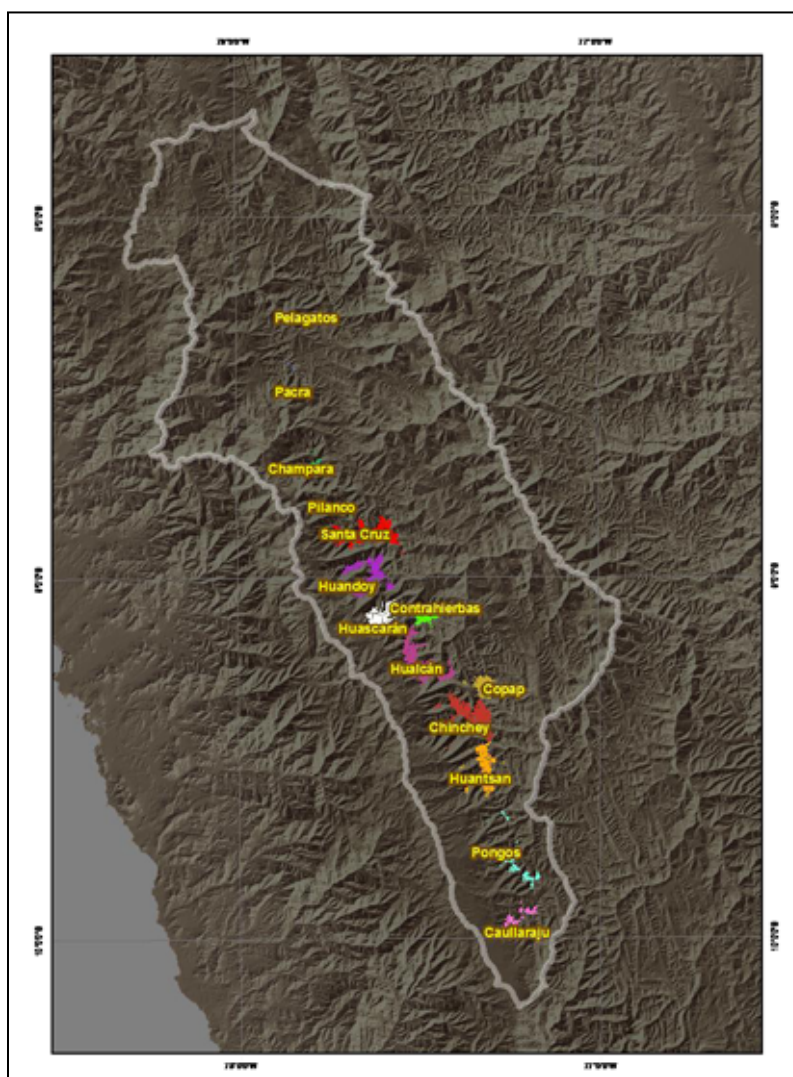 Pelagatos
Pacra
Champara
Pilanco
Santa Cruz
Huandoy
Contrahierbas
Huascarán
Hualcán
Copap
Chinchey
Huantsan
Pongos
Caullaraju